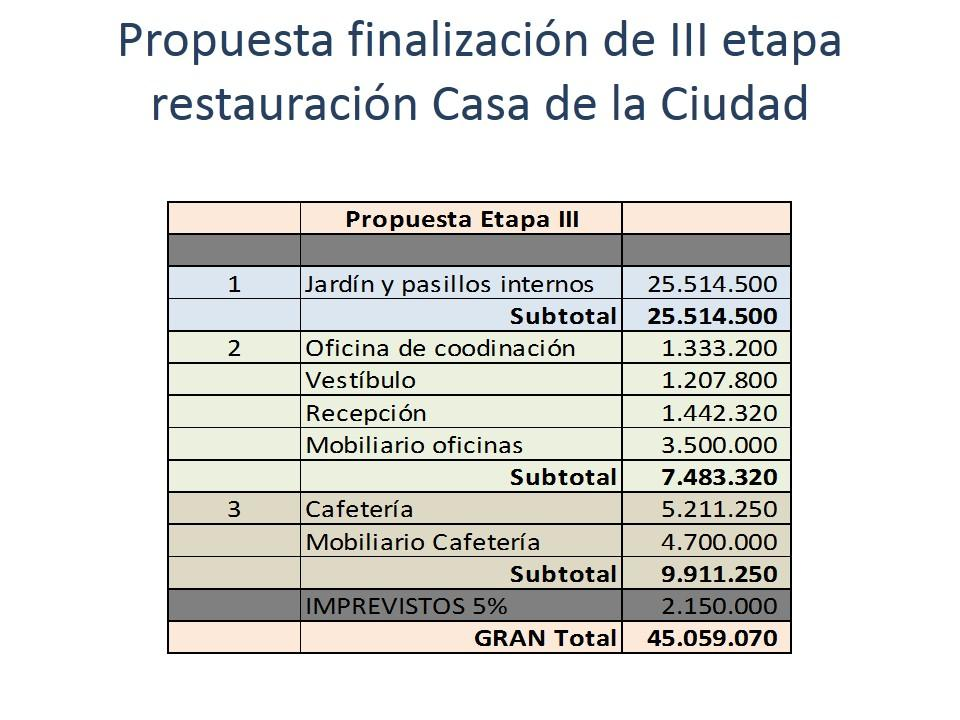 Propuesta finalización de III etapa
restauración Casa de la Ciudad
Propuesta Etapa III
1 Jardín y pasillos internos 25.514.500
Subtotal 25.514.500
2 Oficina de coodinación 1.333.200
Vestíbulo 1.207.800
Recepción 1.442.320
Mobiliario oficinas 3.500.000
Subtotal 7.483.320
3 Cafetería 5.211.250
Mobiliario Cafetería 4.700.000
Subtotal 9.911.250
IMPREVISTOS 5% 2.150.000
GRAN Total 45.059.070